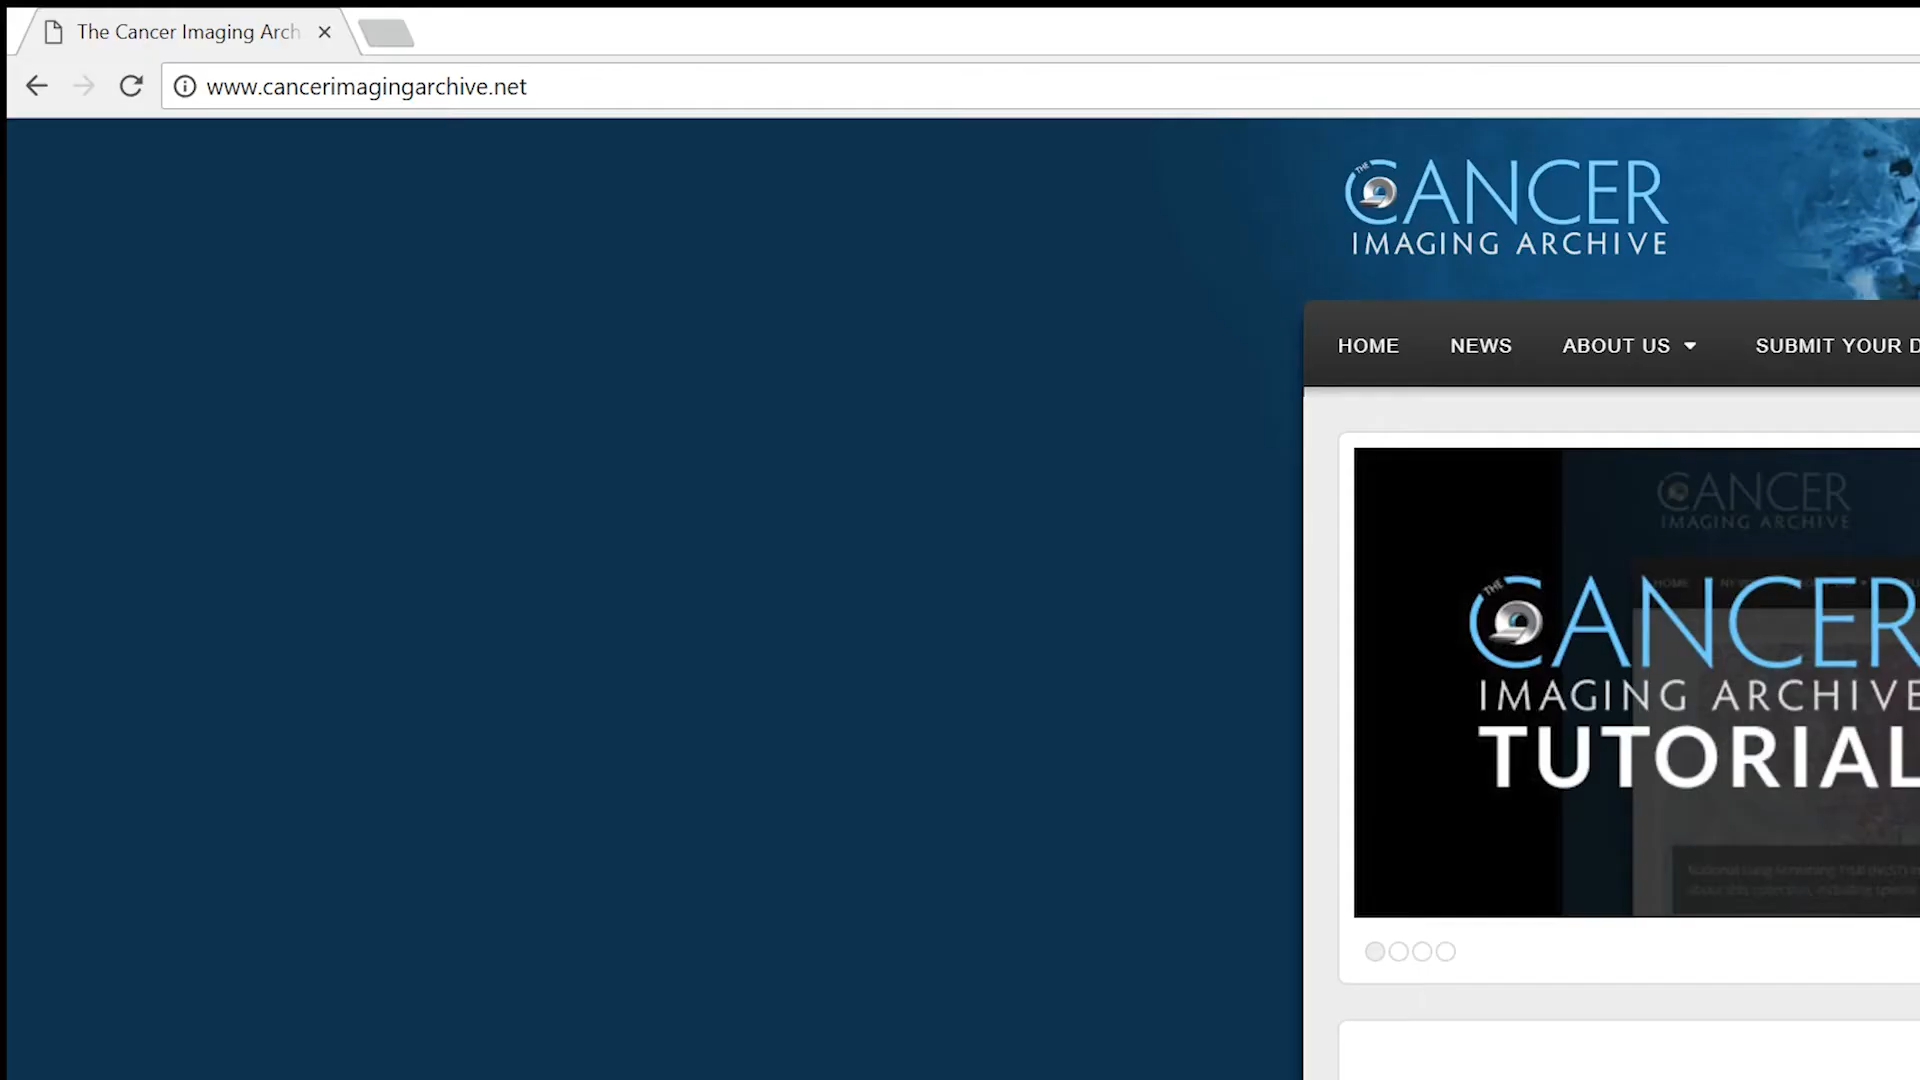 The Cancer Imaging Arch
www.cancerimagingarchive.net
THE CANCER
IMAGING ARCHIVE
HOME NEWS ABOUT US SUBMIT YOUR D
CANCER
IMAGING ARCHIVE
THE CANCER
IMAGING ARCHIVE
TUTORIAL
HOME